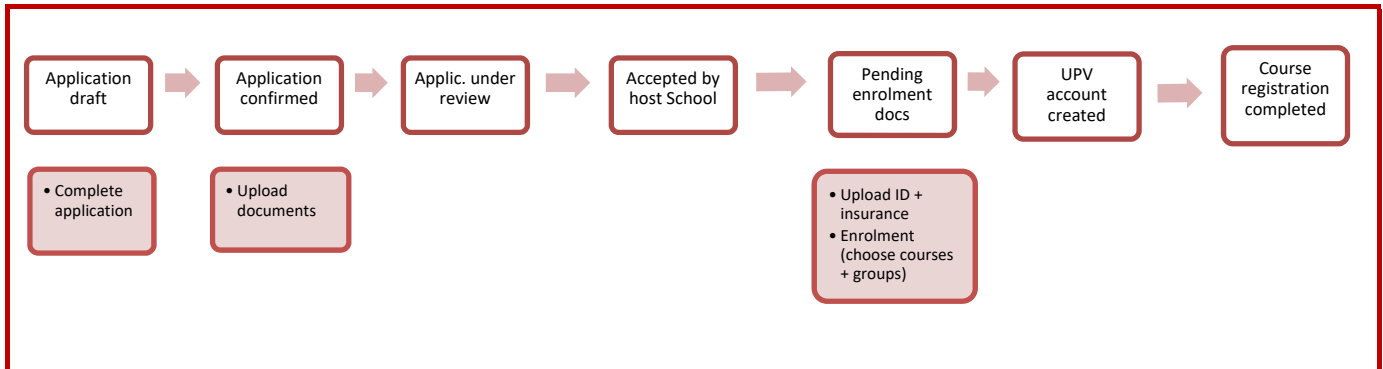 Application
draft
Application
confirmed
Applic. under
review
Accepted by
host School
Pending
enrolment
docs
UPV
account
created
Course
registration
completed
• Complete
application
• Upload
documents
• Upload ID +
insurance
• Enrolment
(choose courses
+ groups)